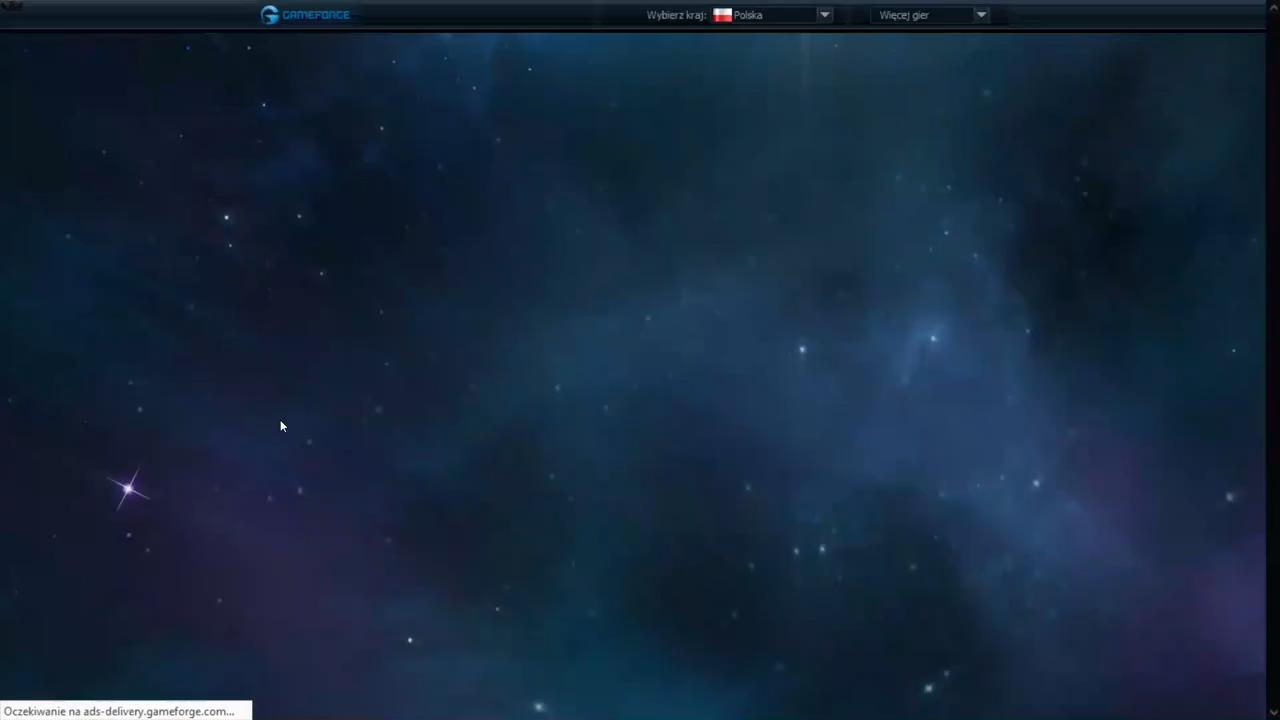 GAMEFORGE
Wybierz kraj: Polska
Więcej gier
Oczekiwanie na ads-delivery.gameforge.com...